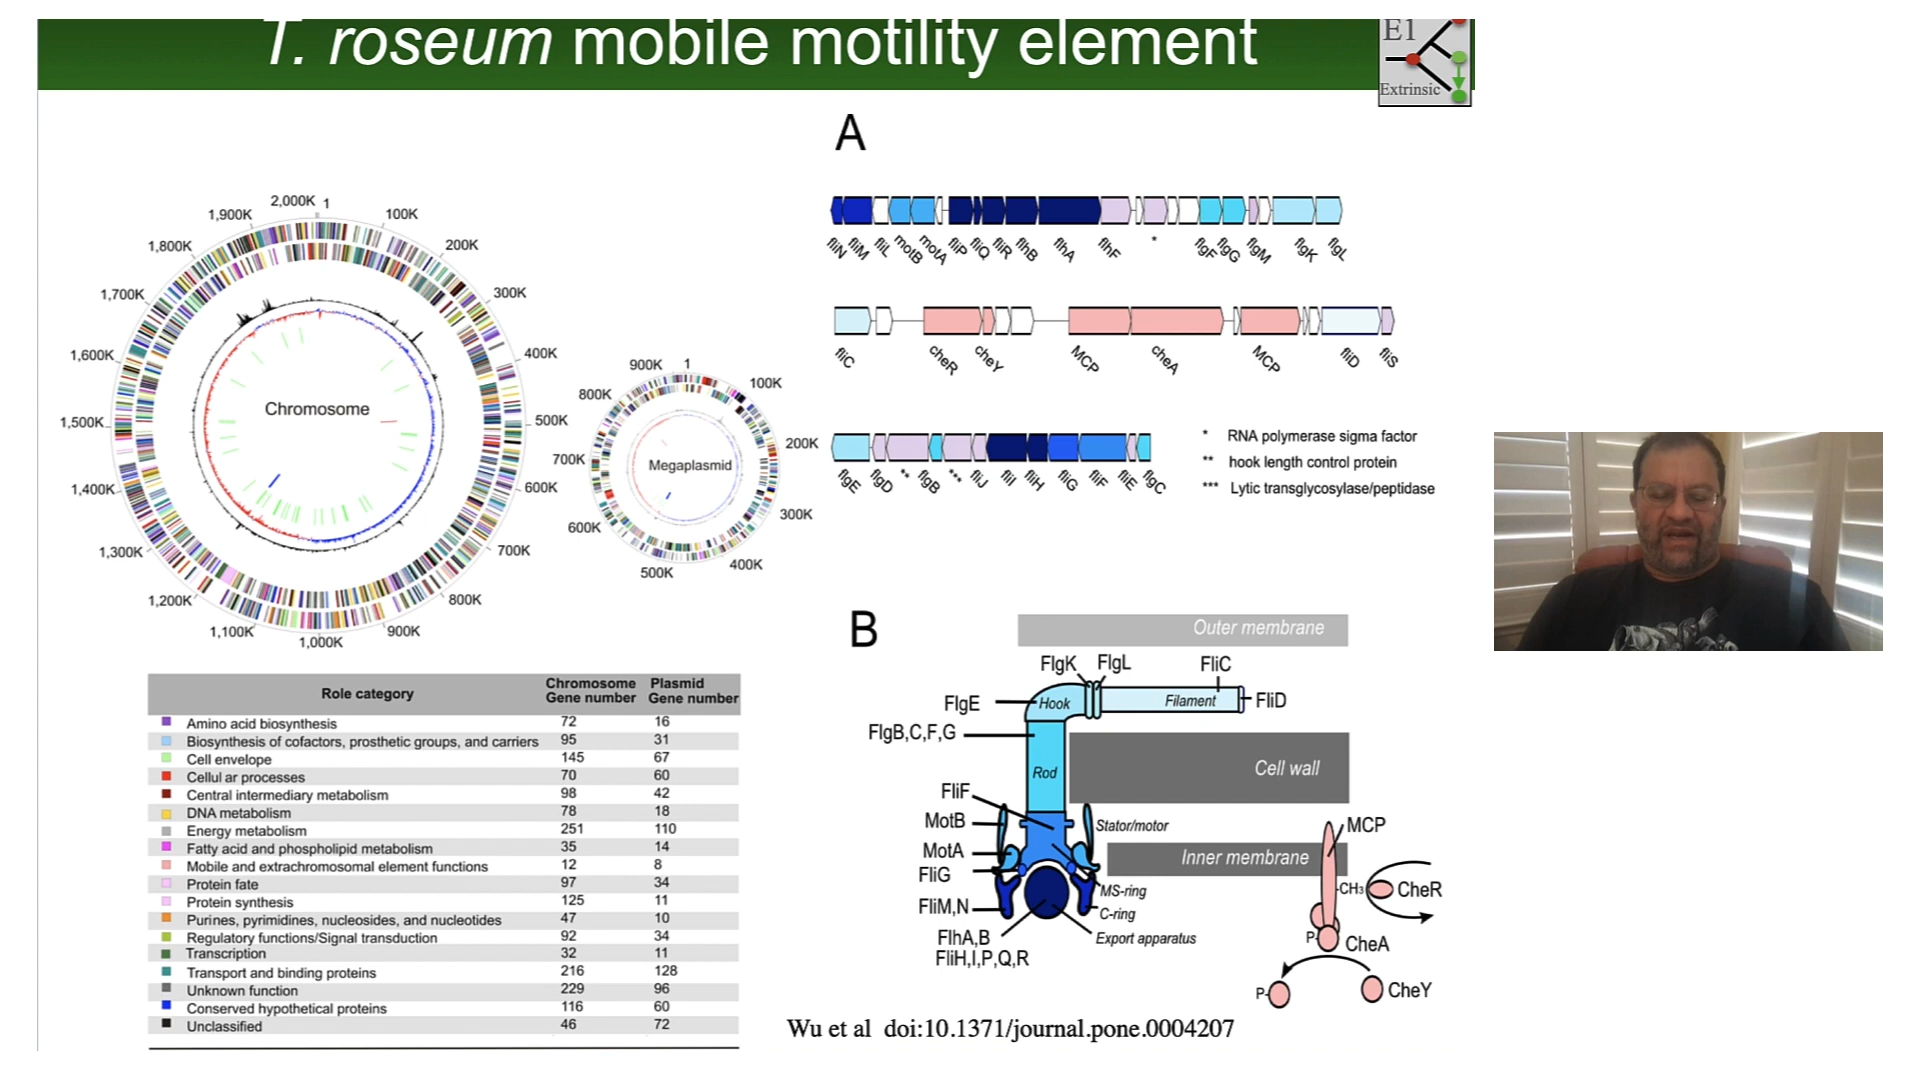 T. roseum mobile motility element
E1
Extrinsic
2,000K 1
1,900K
100K
1,800K
200K
1,700K
300K
1,600K
400K
1,500K
500K
1,400K
600K
1,300K
700K
1,200K
800K
1,100K
900K
1,000K
Chromosome
900K 1
100K
800K
200K
700K
300K
600K
400K
500K
Megaplasmid
Role category Chromosome Gene number Plasmid Gene number
Amino acid biosynthesis 72 16
Biosynthesis of cofactors, prosthetic groups, and carriers 95 31
Cell envelope 145 67
Cellul ar processes 70 60
Central intermediary metabolism 98 42
DNA metabolism 78 18
Energy metabolism 251 110
Fatty acid and phospholipid metabolism 35 14
Mobile and extrachromosomal element functions 12 8
Protein fate 97 34
Protein synthesis 125 11
Purines, pyrimidines, nucleosides, and nucleotides 47 10
Regulatory functions/Signal transduction 92 34
Transcription 32 11
Transport and binding proteins 216 128
Unknown function 229 96
Conserved hypothetical proteins 116 60
Unclassified 46 72
A
fliN fliM fliL motB motA fliP fliQ fliR flhB flhA flhF * flgF flgG flgM flgK flgL
fliC cheR cheY MCP cheA MCP fliD fliS
flgE flgD ** flgB *** fliJ fliI fliH fliG fliF fliE flgC
* RNA polymerase sigma factor
** hook length control protein
*** Lytic transglycosylase/peptidase
B
Outer membrane
FlgK FlgL FliC
FlgE Hook Filament FliD
FlgB,C,F,G
Cell wall
Rod
FliF
MotB Stator/motor MCP
MotA Inner membrane
FliG
MS-ring CH3 CheR
FliM,N C-ring
FlhA,B Export apparatus P- CheA
FliH,I,P,Q,R
P- CheY
Wu et al doi:10.1371/journal.pone.0004207